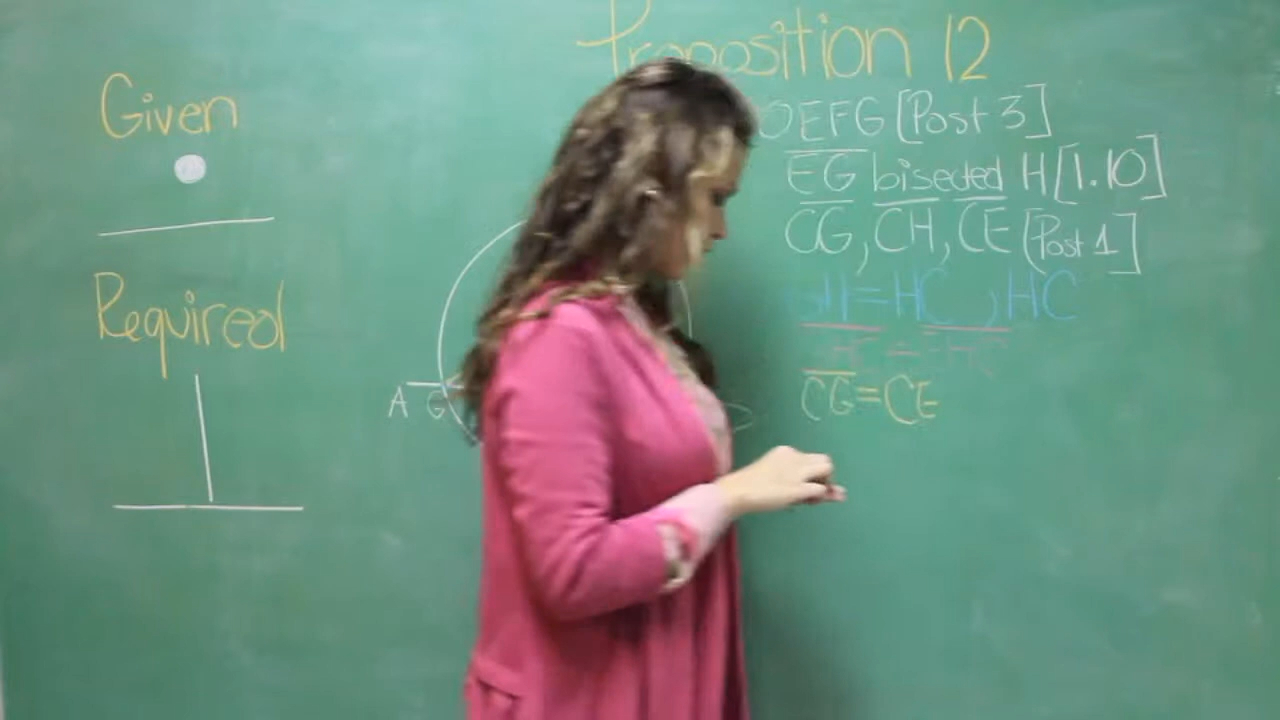 Proposition 12
Given
Required
A G
EFG [Post 3]
EG bisected H [1.10]
CG, CH, CE [Post 1]
=HC , HC
CG=CE